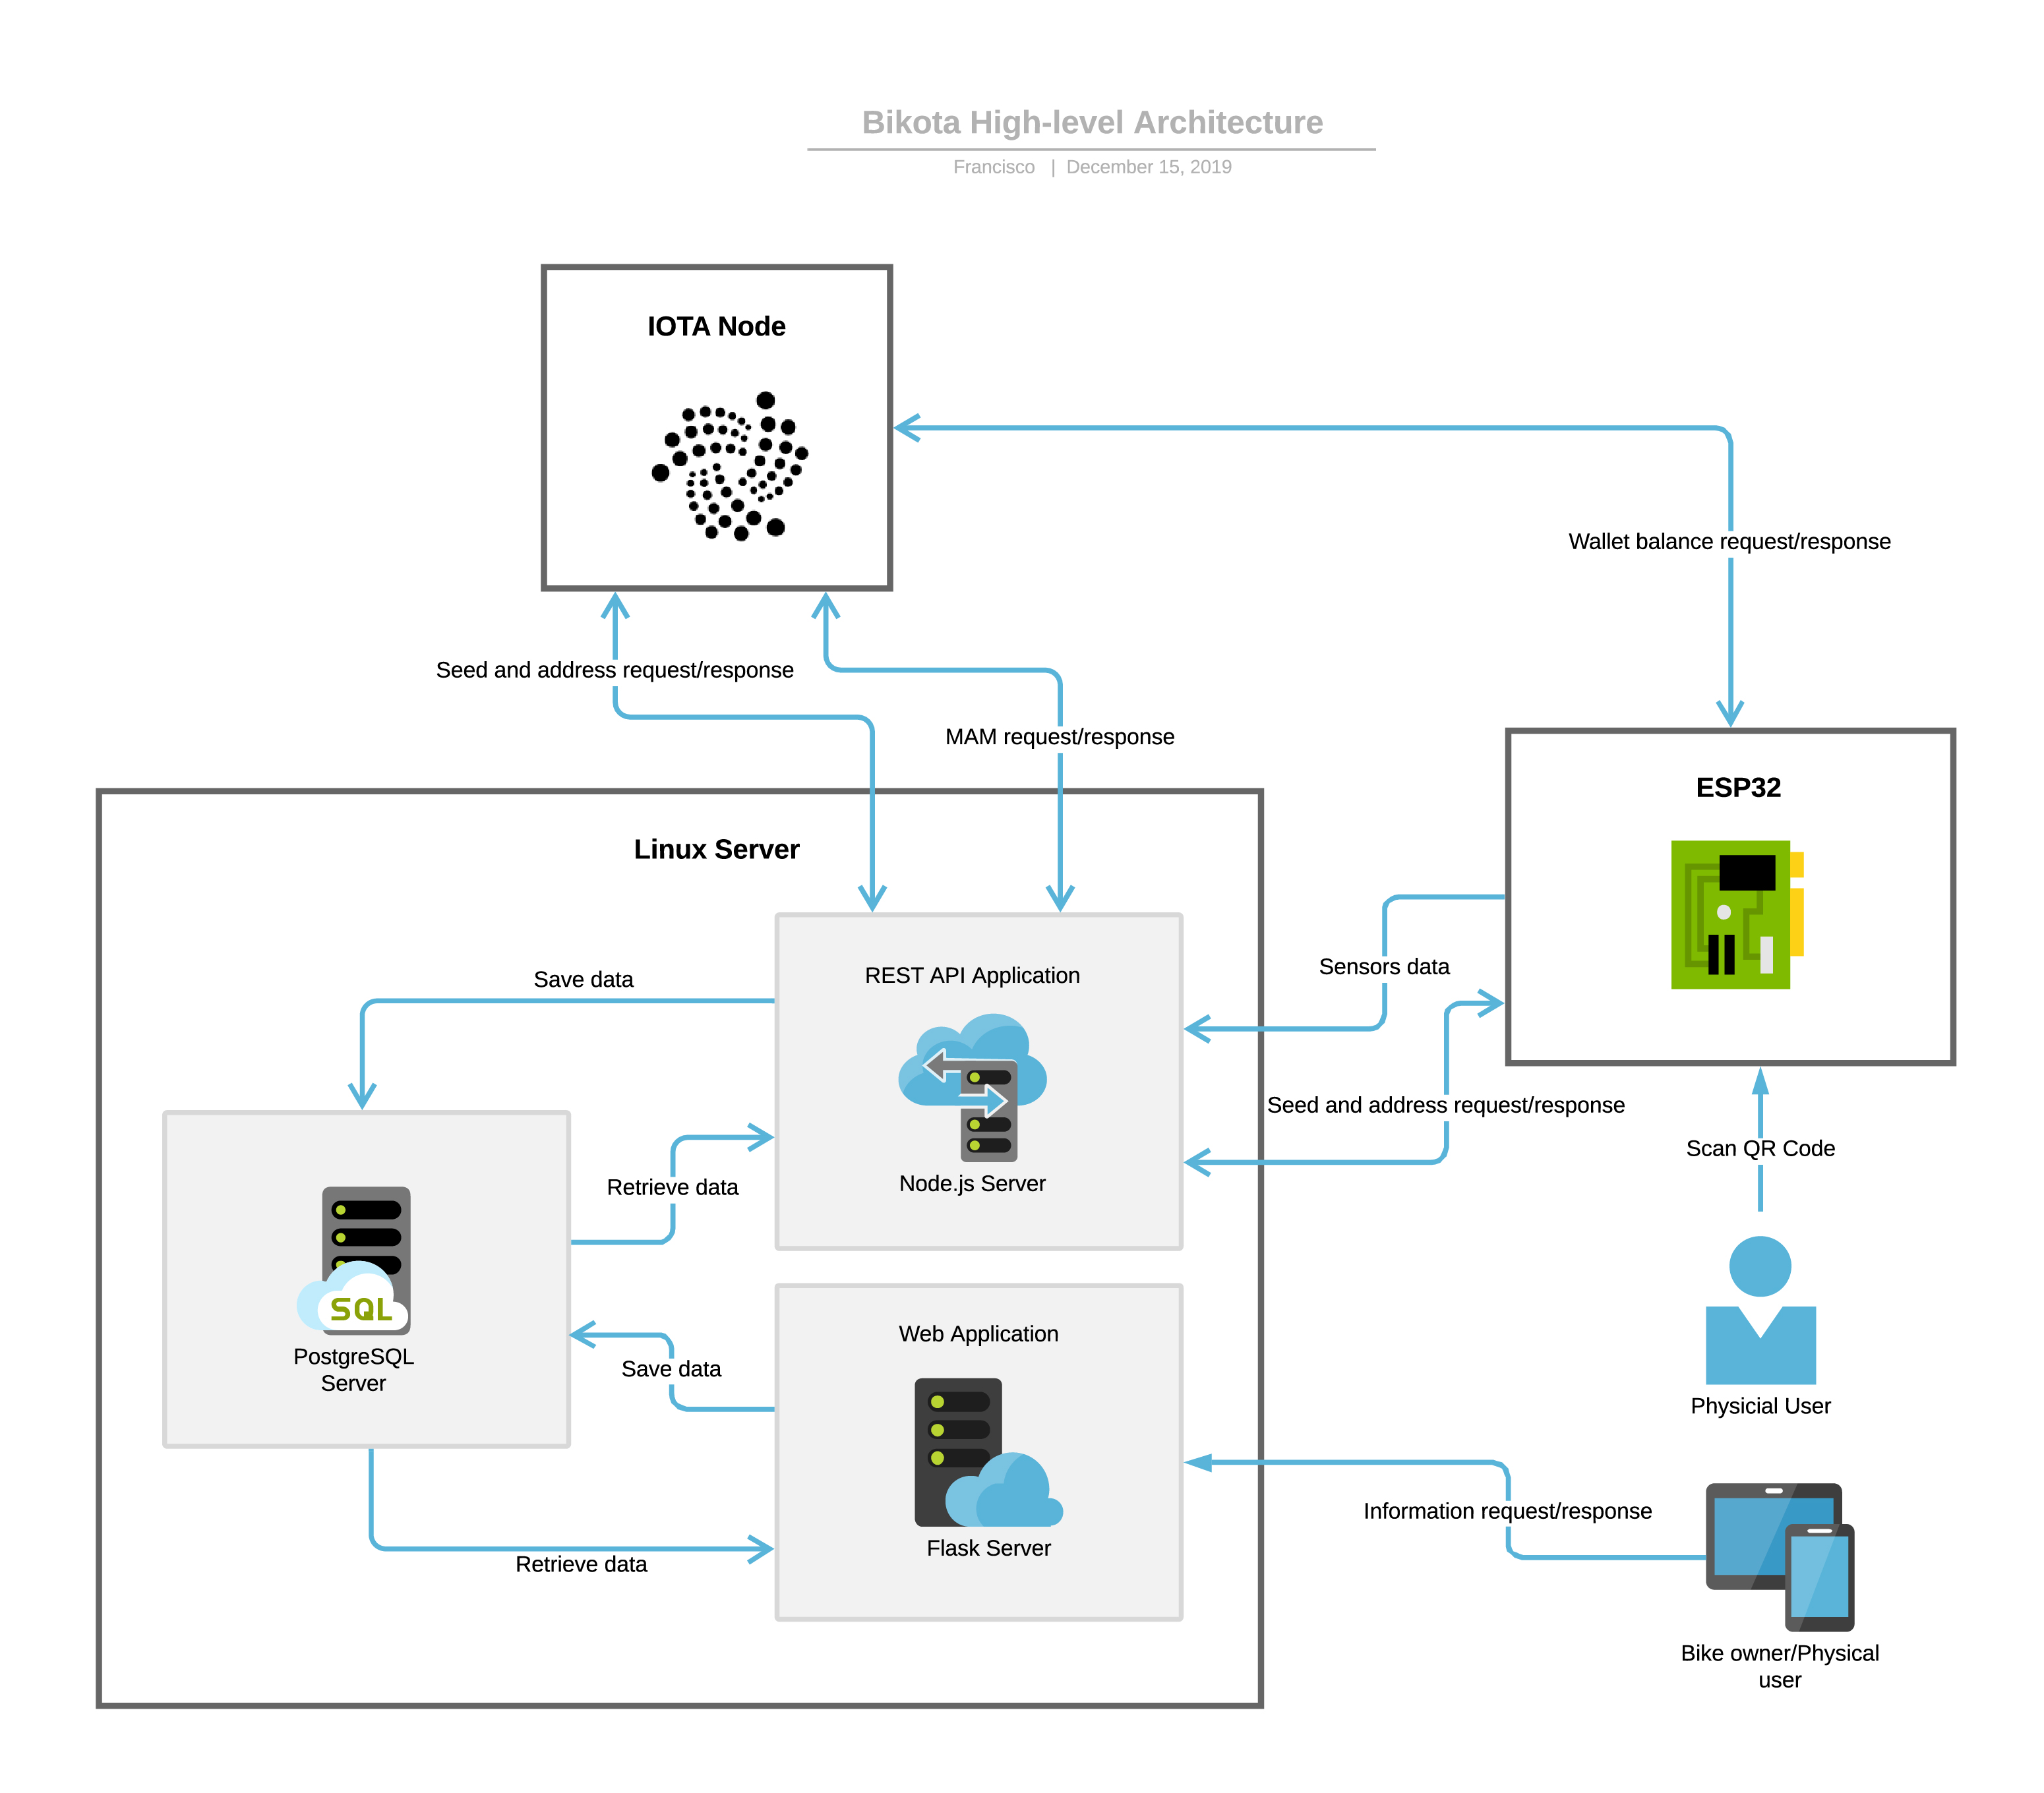 Bikota High-level Architecture
Francisco | December 15, 2019
IOTA Node
Wallet balance request/response
Seed and address request/response
MAM request/response
ESP32
Linux Server
Sensors data
REST API Application
Save data
Seed and address request/response
Scan QR Code
Retrieve data
Node.js Server
SQL
PostgreSQL
Server
Web Application
Save data
Physicial User
Information request/response
Flask Server
Retrieve data
Bike owner/Physical
user